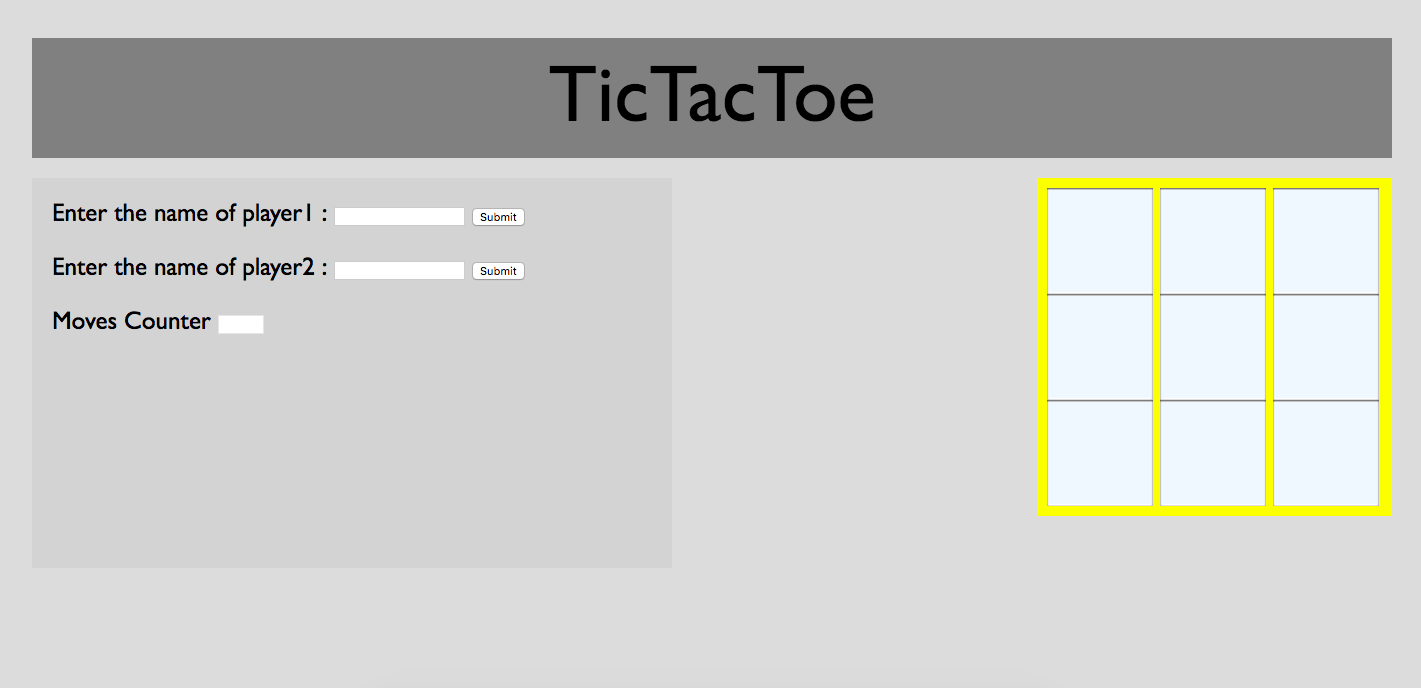 TicTacToe
Enter the name of player1 : Submit
Enter the name of player2 : Submit
Moves Counter